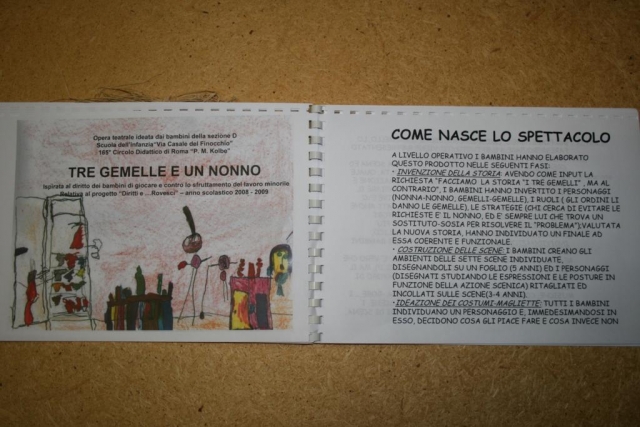 Opera teatrale ideata dai bambini della sezione D
Scuola dell'infanzia "Via Casale del Finocchio"
166° Circolo Didattico di Roma "P. M. Kolbe"
TRE GEMELLE E UN NONNO
Ispirata al diritto dei bambini di giocare e contro lo sfruttamento del lavoro minorile
Relativa al progetto "Diritti e ...Rovesci" – anno scolastico 2008 - 2009
COME NASCE LO SPETTACOLO
A LIVELLO OPERATIVO I BAMBINI HANNO ELABORATO
QUESTO PRODOTTO NELLE SEGUENTI FASI:
- INVENZIONE DELLA STORIA: AVENDO COME INPUT LA
RICHIESTA "FACCIAMO LA STORIA "I TRE GEMELLI" , MA AL
CONTRARIO", I BAMBINI HANNO INVERTITO I PERSONAGGI
(NONNA-NONNO, GEMELLI-GEMELLE), I RUOLI ( GLI ORDINI LI
DANNO LE GEMELLE), LE STRATEGIE (CHI CERCA DI EVITARE LE
RICHIESTE E' IL NONNO, ED E' SEMPRE LUI CHE TROVA UN
SOSTITUTO-SOSIA PER RISOLVERE IL "PROBLEMA");VALUTATA
LA NUOVA STORIA, HANNO INDIVIDUATO UN FINALE AD
ESSA COERENTE E FUNZIONALE.
- COSTRUZIONE DELLE SCENE: I BAMBINI CREANO GLI
AMBIENTI DELLE SETTE SCENE INDIVIDUATE,
DISEGNANDOLI SU UN FOGLIO (5 ANNI) ED I PERSONAGGI
(DISEGNATI STUDIANDO LE ESPRESSIONI E LE POSTURE IN
FUNZIONE DELLA AZIONE SCENICA) RITAGLIATI ED
INCOLLATI SULLE SCENE(3-4 ANNI).
-IDEAZIONE DEI COSTUMI-MAGLIETTE: TUTTI I BAMBINI
INDIVIDUANO UN PERSONAGGIO E, IMMEDESIMANDOSI IN
ESSO, DECIDONO COSA GLI PIACE FARE E COSA INVECE NON